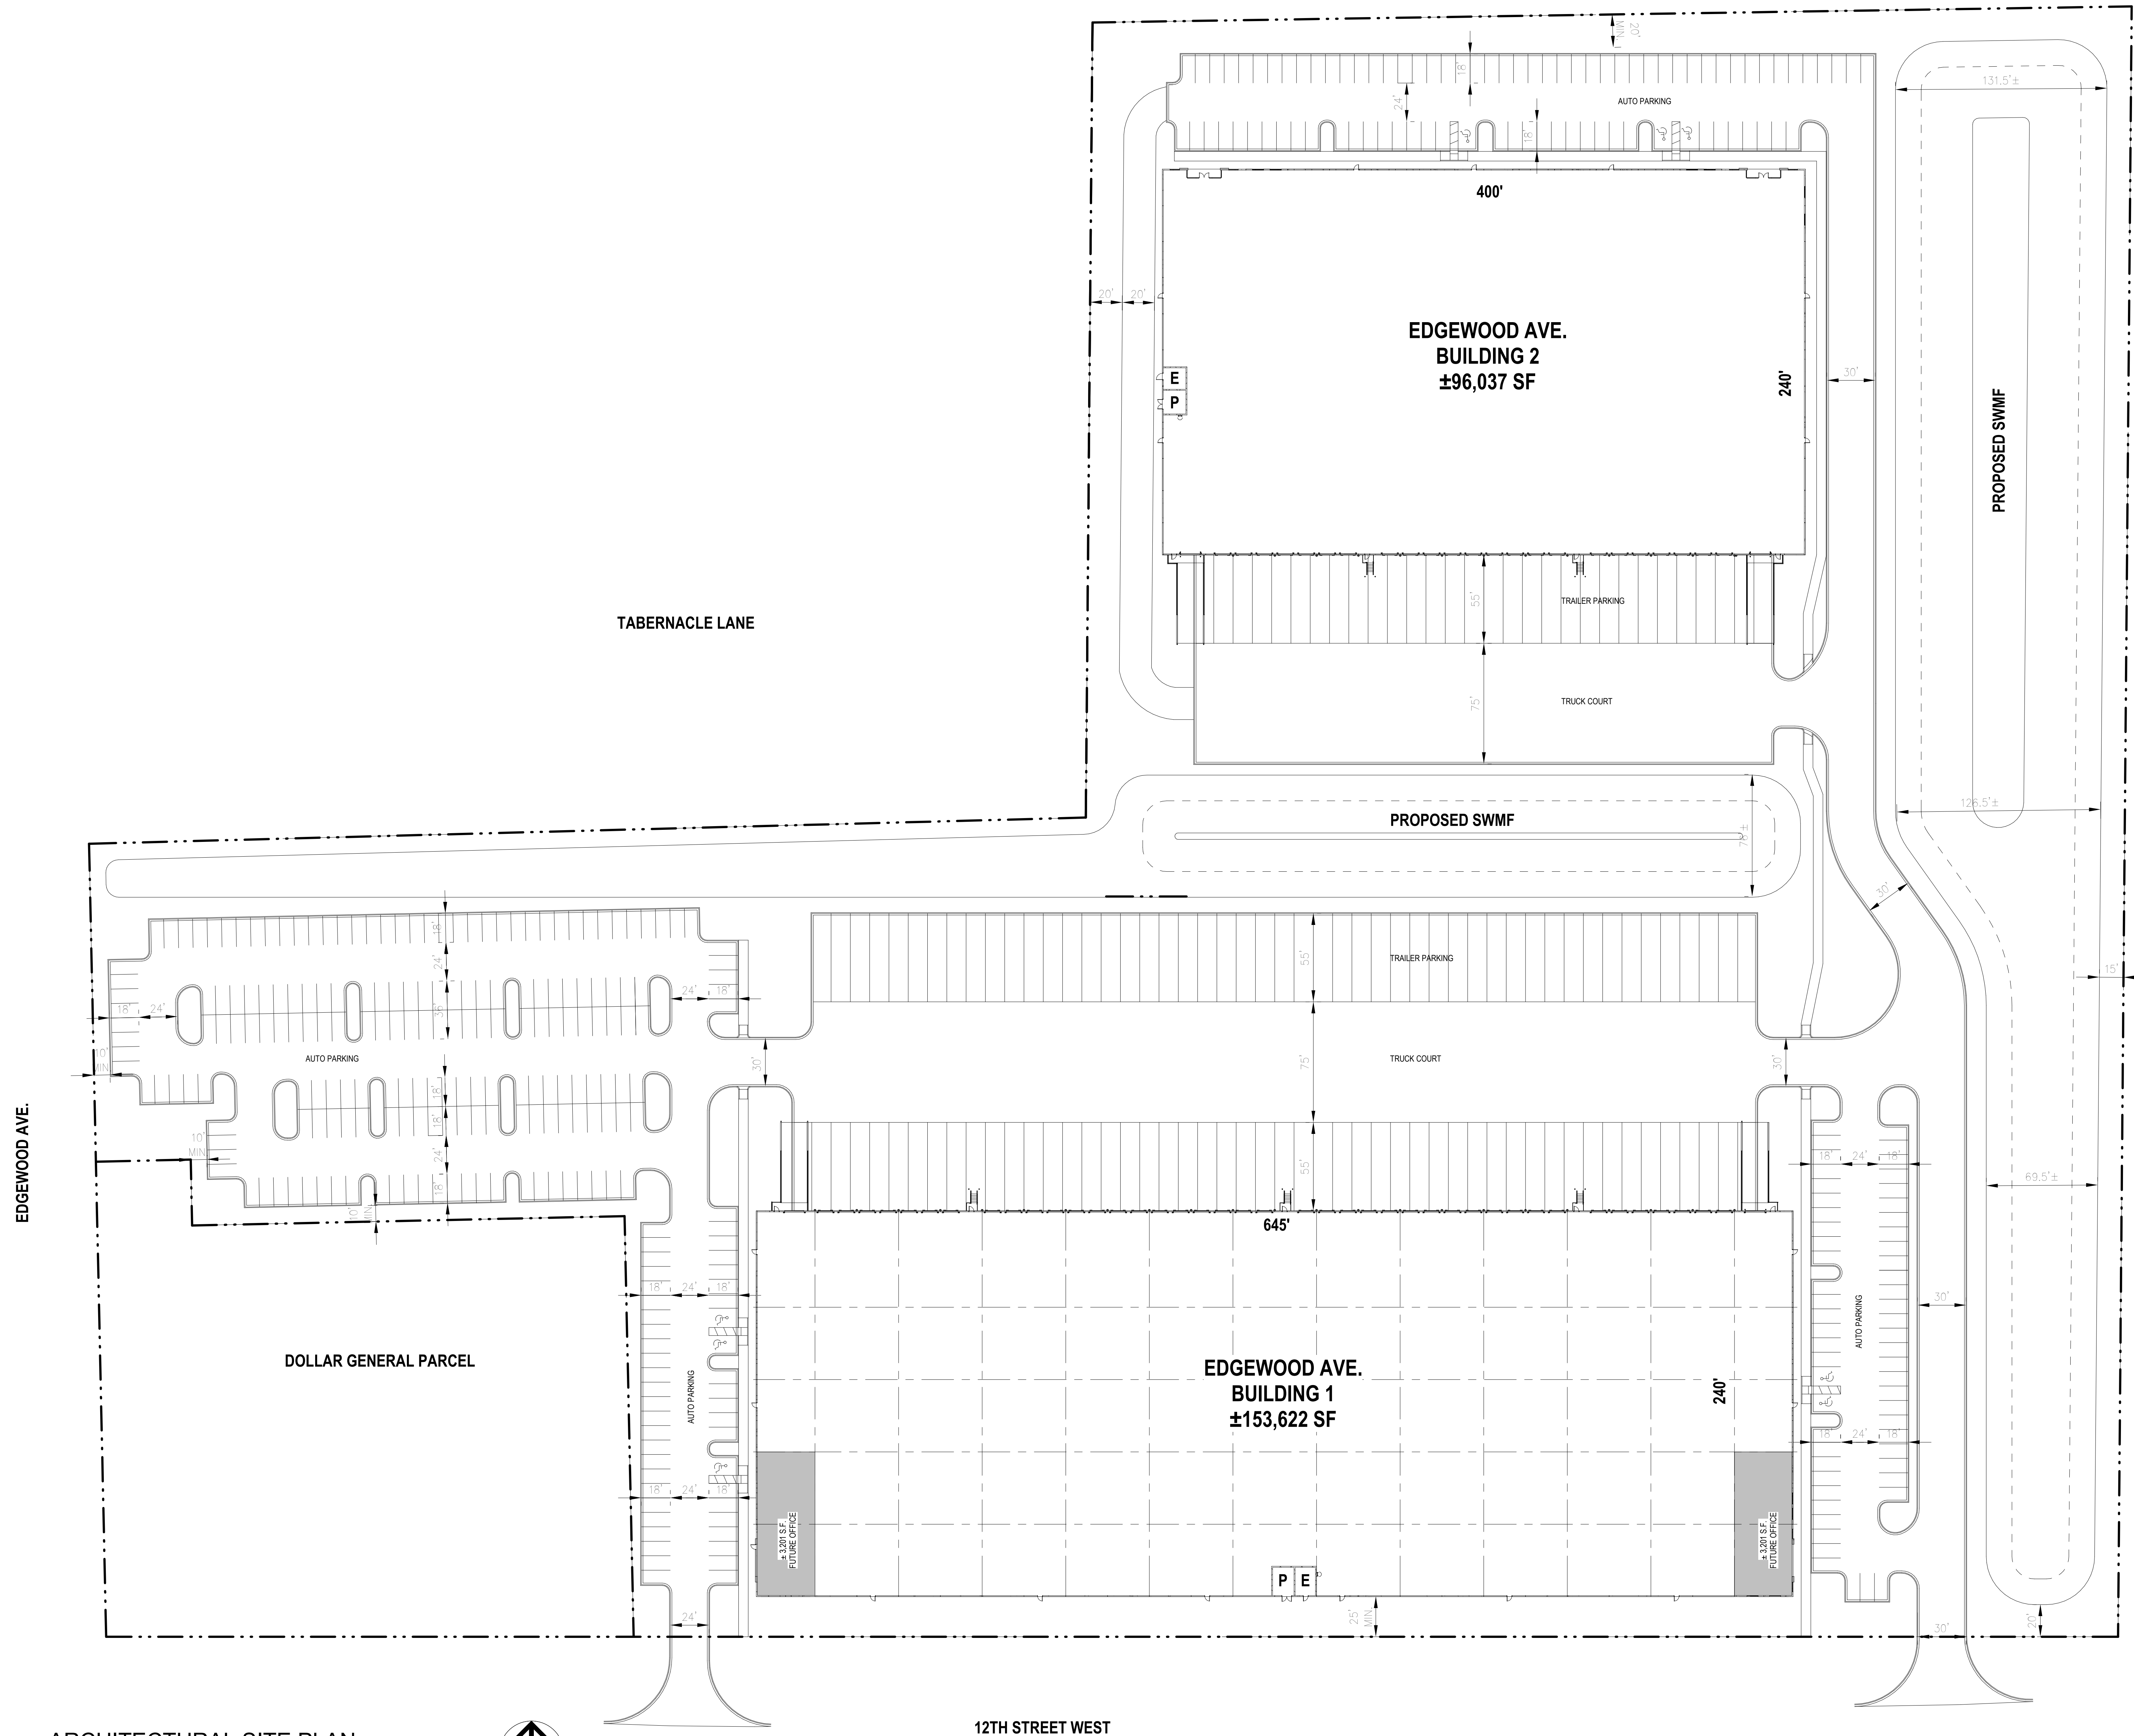 20'
MIN
18'
131.5'±
24'
AUTO PARKING
18'
400'
20'
20'
EDGEWOOD AVE.
BUILDING 2
±96,037 SF
240'
30'
E
P
PROPOSED SWMF
55'
TRAILER PARKING
TABERNACLE LANE
75'
TRUCK COURT
126.5'±
PROPOSED SWMF
30'
18'
24'
55'
TRAILER PARKING
15'
24'
18'
18'
24'
36'
10'
MIN
AUTO PARKING
30'
75'
TRUCK COURT
30'
18'
18'
10'
MIN
24'
55'
18'
24'
18'
18'
10'
MIN
69.5'±
EDGEWOOD AVE.
645'
18'
24'
18'
30'
AUTO PARKING
DOLLAR GENERAL PARCEL
EDGEWOOD AVE.
BUILDING 1
±153,622 SF
240'
AUTO PARKING
18'
24'
18'
18'
24'
18'
± 3,201 S.F.
FUTURE OFFICE
± 3,201 S.F.
FUTURE OFFICE
P
E
25'
MIN
24'
20'
30'
12TH STREET WEST
ARCHITECTURAL SITE PLAN